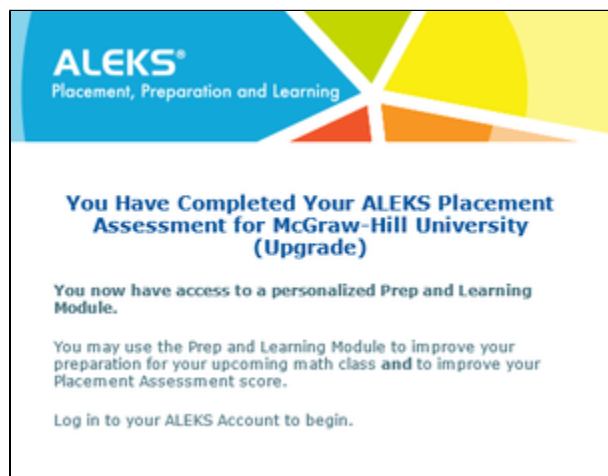 ALEKS®
Placement, Preparation and Learning
You Have Completed Your ALEKS Placement
Assessment for McGraw-Hill University
(Upgrade)
You now have access to a personalized Prep and Learning
Module.
You may use the Prep and Learning Module to improve your
preparation for your upcoming math class and to improve your
Placement Assessment score.
Log in to your ALEKS Account to begin.